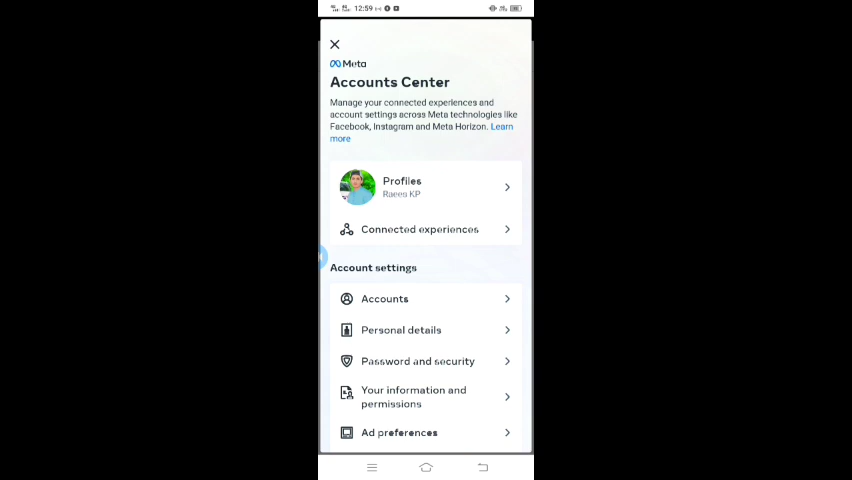 12:59
Meta
Accounts Center
Manage your connected experiences and
account settings across Meta technologies like
Facebook, Instagram and Meta Horizon. Learn
more
Profiles
Raees KP
Connected experiences
Account settings
Accounts
Personal details
Password and security
Your information and
permissions
Ad preferences